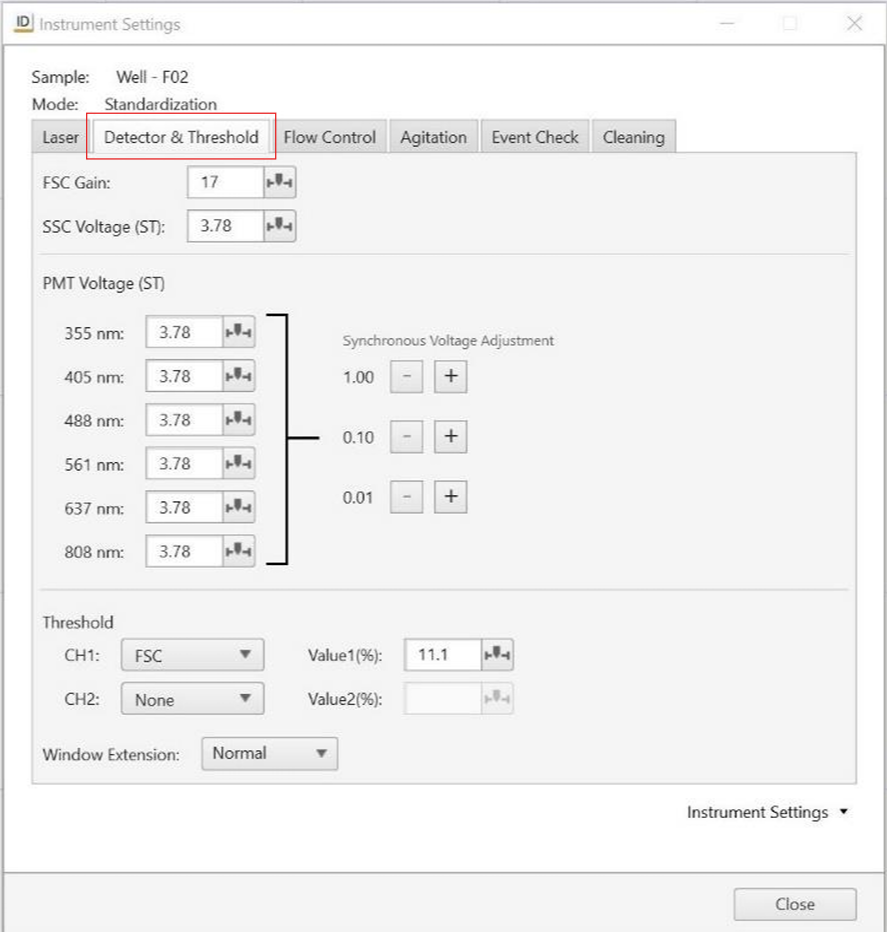 ID Instrument Settings
Sample: Well - F02
Mode: Standardization
Laser Detector & Threshold Flow Control Agitation Event Check Cleaning
FSC Gain: 17
SSC Voltage (ST): 3.78
PMT Voltage (ST)
355 nm: 3.78
Synchronous Voltage Adjustment
405 nm: 3.78 1.00 - +
488 nm: 3.78
0.10 - +
561 nm: 3.78
637 nm: 3.78 0.01 - +
808 nm: 3.78
Threshold
CH1: FSC Value1(%): 11.1
CH2: None Value2(%):
Window Extension: Normal
Instrument Settings
Close